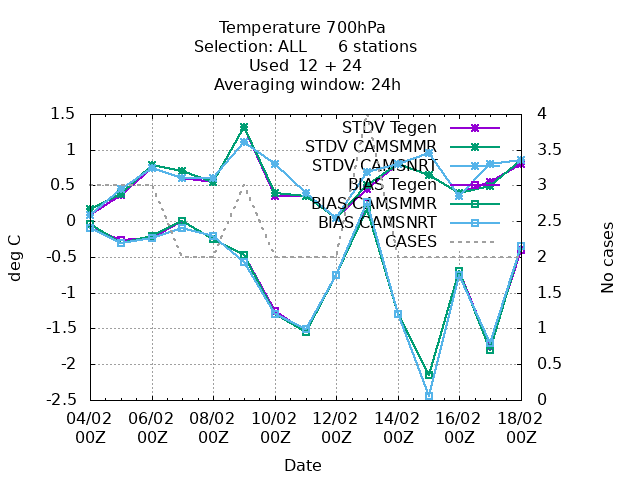 Temperature 700hPa
Selection: ALL 6 stations
Used 12 + 24
Averaging window: 24h
1.5
1
0.5
0
-0.5
-1
-1.5
-2
-2.5
deg C
STDV Tegen
STDV CAMSMMR
STDV CAMSNRT
BIAS Tegen
BIAS CAMSMMR
BIAS CAMSNRT
CASES
4
3.5
3
2.5
2
1.5
1
0.5
0
No cases
04/02 06/02 08/02 10/02 12/02 14/02 16/02 18/02
00Z 00Z 00Z 00Z 00Z 00Z 00Z 00Z
Date